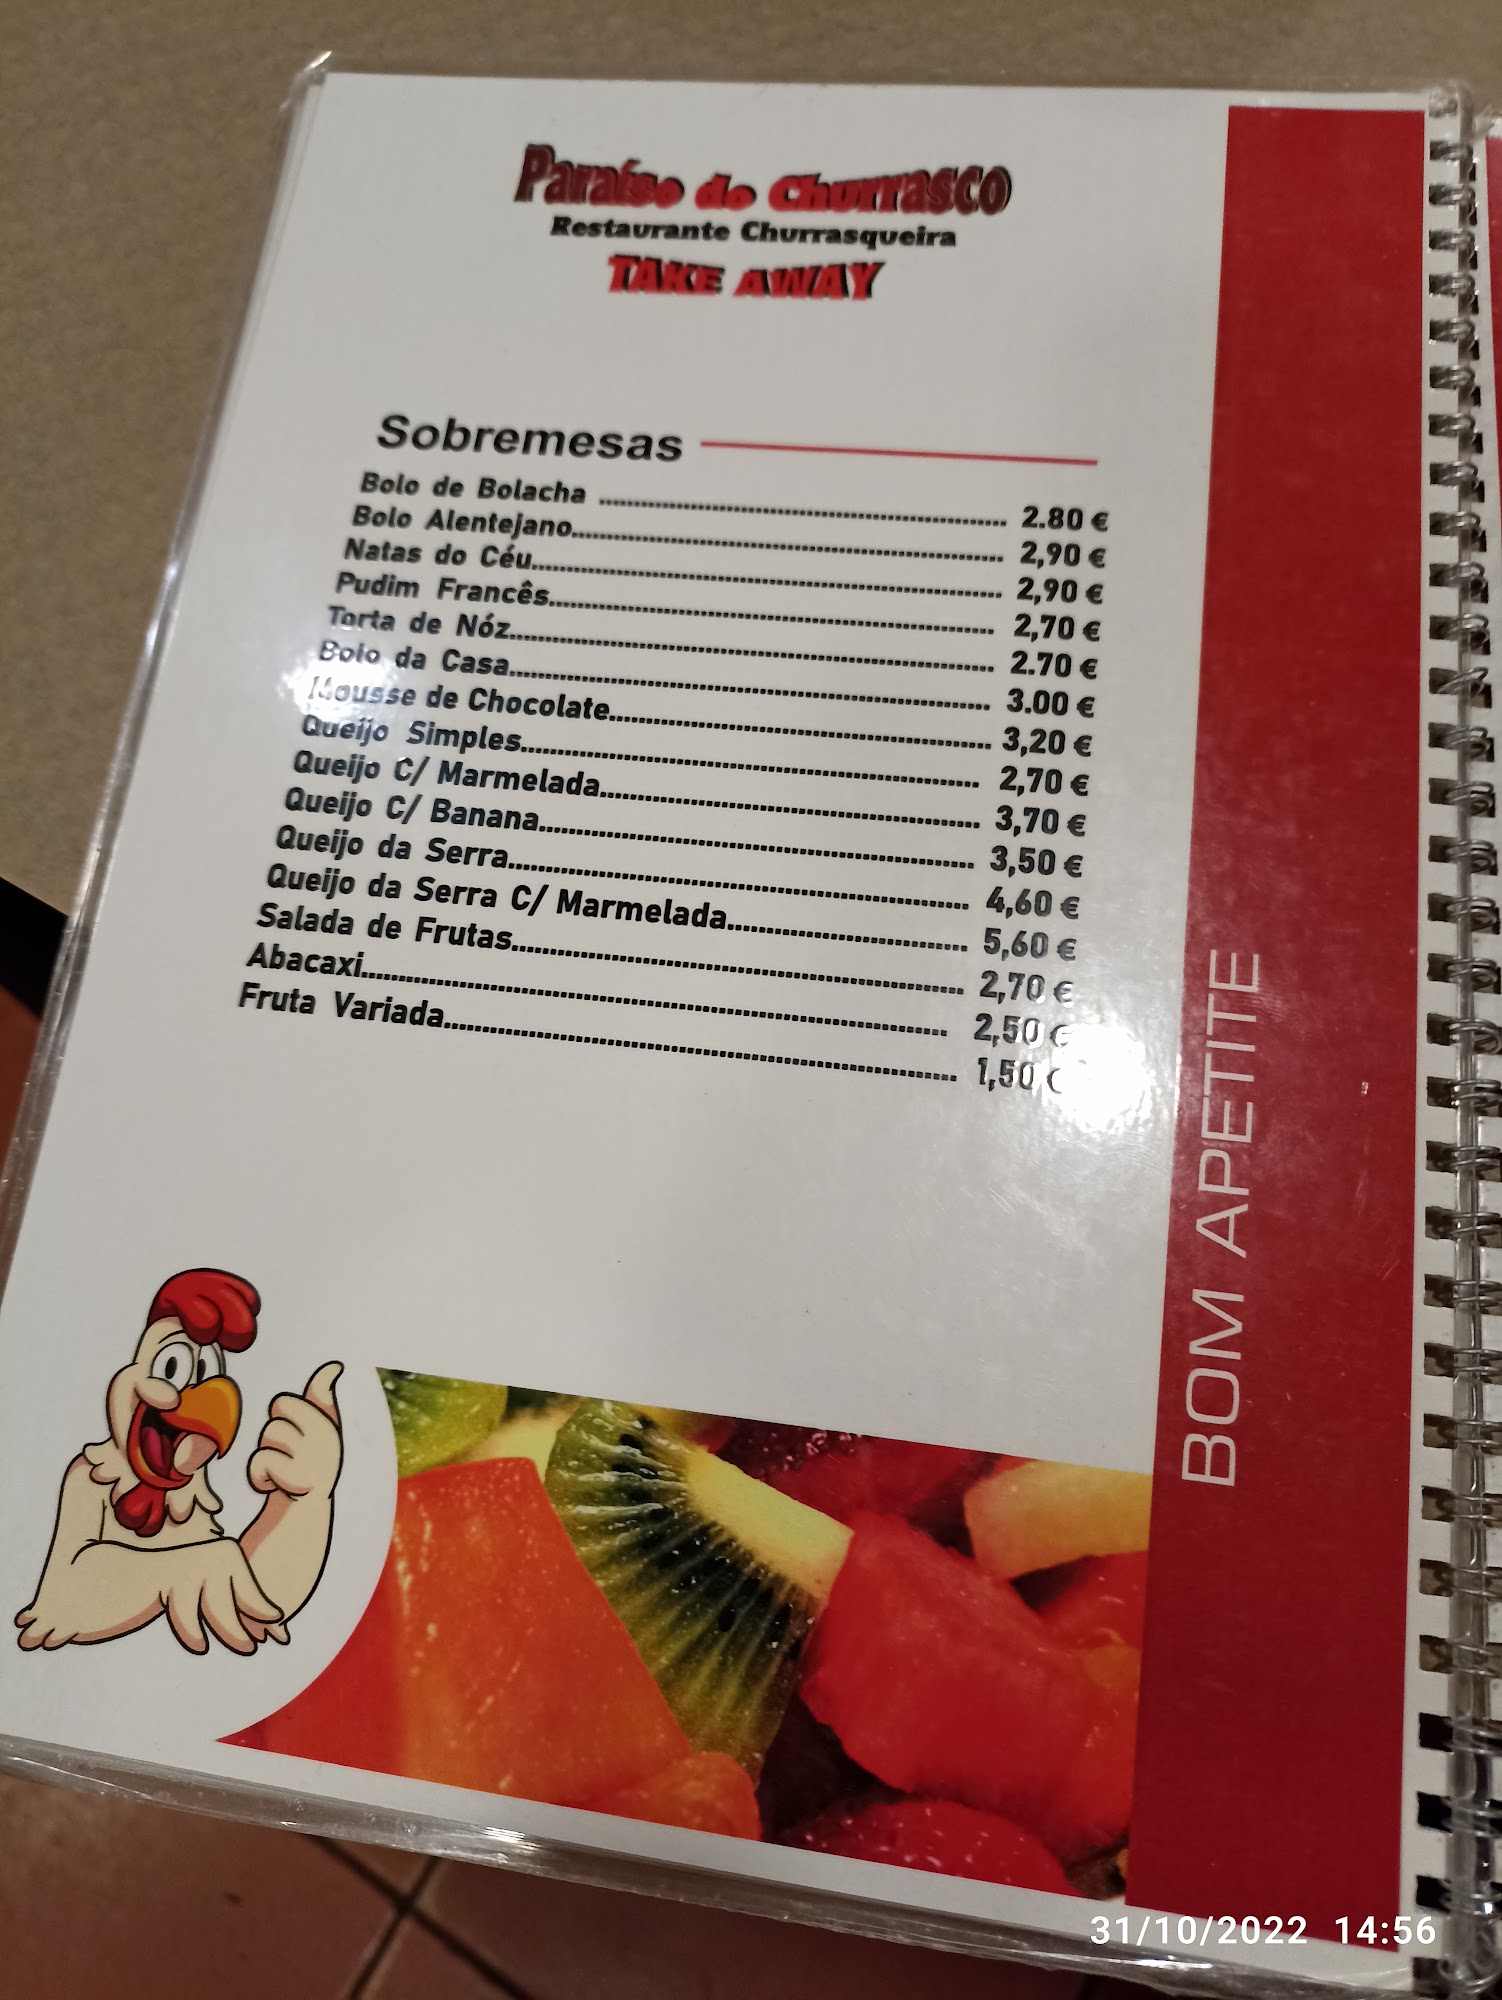 Paraíso do Churrasco
Restaurante Churrasqueira
TAKE AWAY
Sobremesas
Bolo de Bolacha ........ 2.80 €
Bolo Alentejano........ 2,90 €
Natas do Céu........ 2,90 €
Pudim Francês........ 2,70 €
Torta de Nóz........ 2.70 €
Bolo da Casa........ 3.00 €
Mousse de Chocolate........ 3,20 €
Queijo Simples........ 2,70 €
Queijo C/ Marmelada........ 3,70 €
Queijo C/ Banana........ 3,50 €
Queijo da Serra........ 4,60 €
Queijo da Serra C/ Marmelada........ 5,60 €
Salada de Frutas........ 2,70 €
Abacaxi........ 2,50 €
Fruta Variada........ 1,50 €
BOM APETITE
31/10/2022 14:56